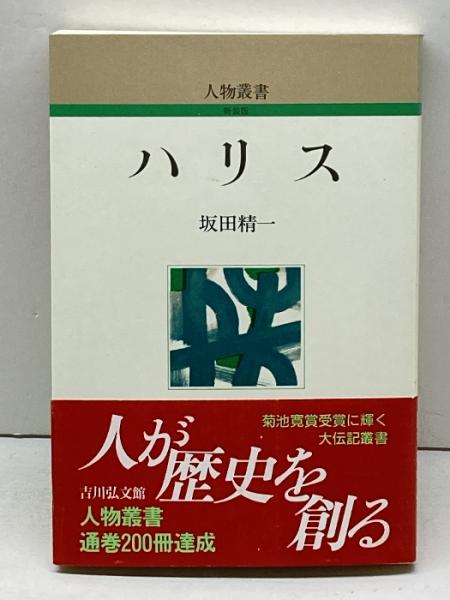 人物叢書
新装版
ハリス
坂田精一
菊池寛賞受賞に輝く
大伝記叢書
人が歴史を創る
吉川弘文館
人物叢書
通巻200冊達成